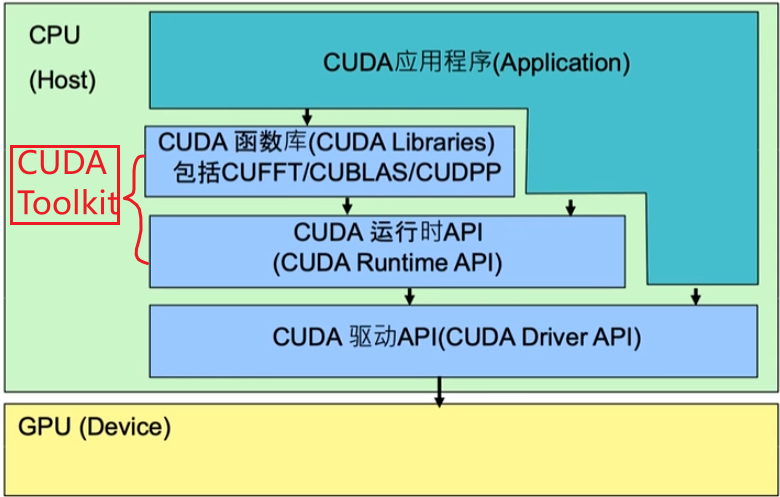 CPU
(Host)
CUDA应用程序(Application)
CUDA 函数库(CUDA Libraries)
包括CUFFT/CUBLAS/CUDPP
CUDA
Toolkit
CUDA 运行时API
(CUDA Runtime API)
CUDA 驱动API(CUDA Driver API)
GPU (Device)